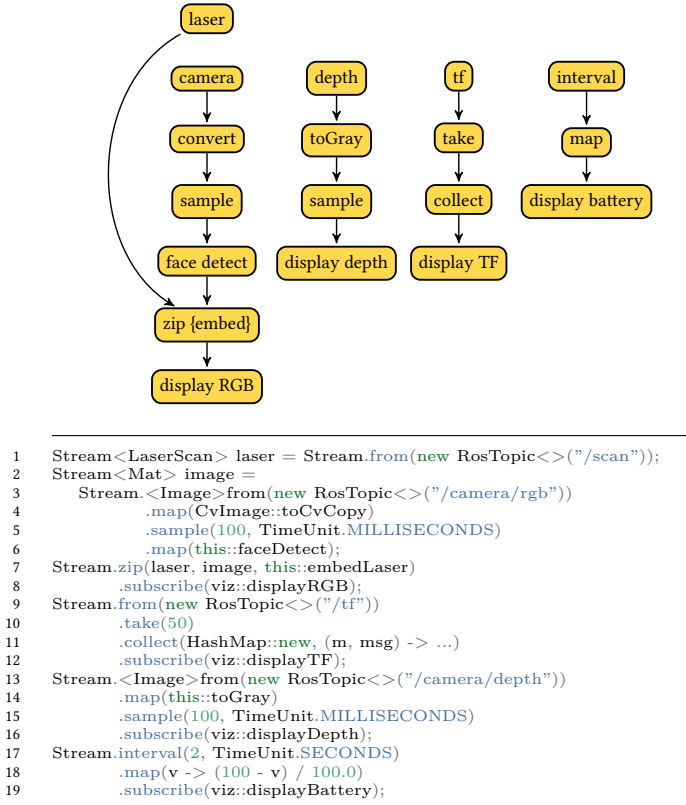 laser
camera depth tf interval
convert toGray take map
sample sample collect display battery
face detect display depth display TF
zip {embed}
display RGB
1 Stream<LaserScan> laser = Stream.from(new RosTopic<>("/scan"));
2 Stream<Mat> image =
3 Stream.<Image>from(new RosTopic<>("/camera/rgb"))
4 .map(CvImage::toCvCopy)
5 .sample(100, TimeUnit.MILLISECONDS)
6 .map(this::faceDetect);
7 Stream.zip(laser, image, this::embedLaser)
8 .subscribe(viz::displayRGB);
9 Stream.from(new RosTopic<>("/tf"))
10 .take(50)
11 .collect(HashMap::new, (m, msg) -> ...)
12 .subscribe(viz::displayTF);
13 Stream.<Image>from(new RosTopic<>("/camera/depth"))
14 .map(this::toGray)
15 .sample(100, TimeUnit.MILLISECONDS)
16 .subscribe(viz::displayDepth);
17 Stream.interval(2, TimeUnit.SECONDS)
18 .map(v -> (100 - v) / 100.0)
19 .subscribe(viz::displayBattery);